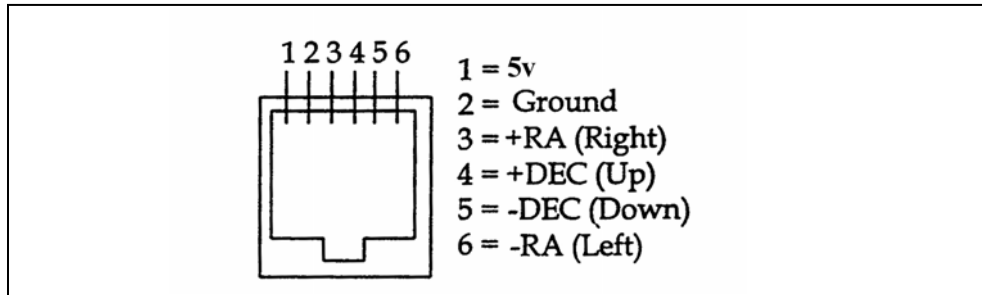 1 2 3 4 5 6
1 = 5v
2 = Ground
3 = +RA (Right)
4 = +DEC (Up)
5 = -DEC (Down)
6 = -RA (Left)